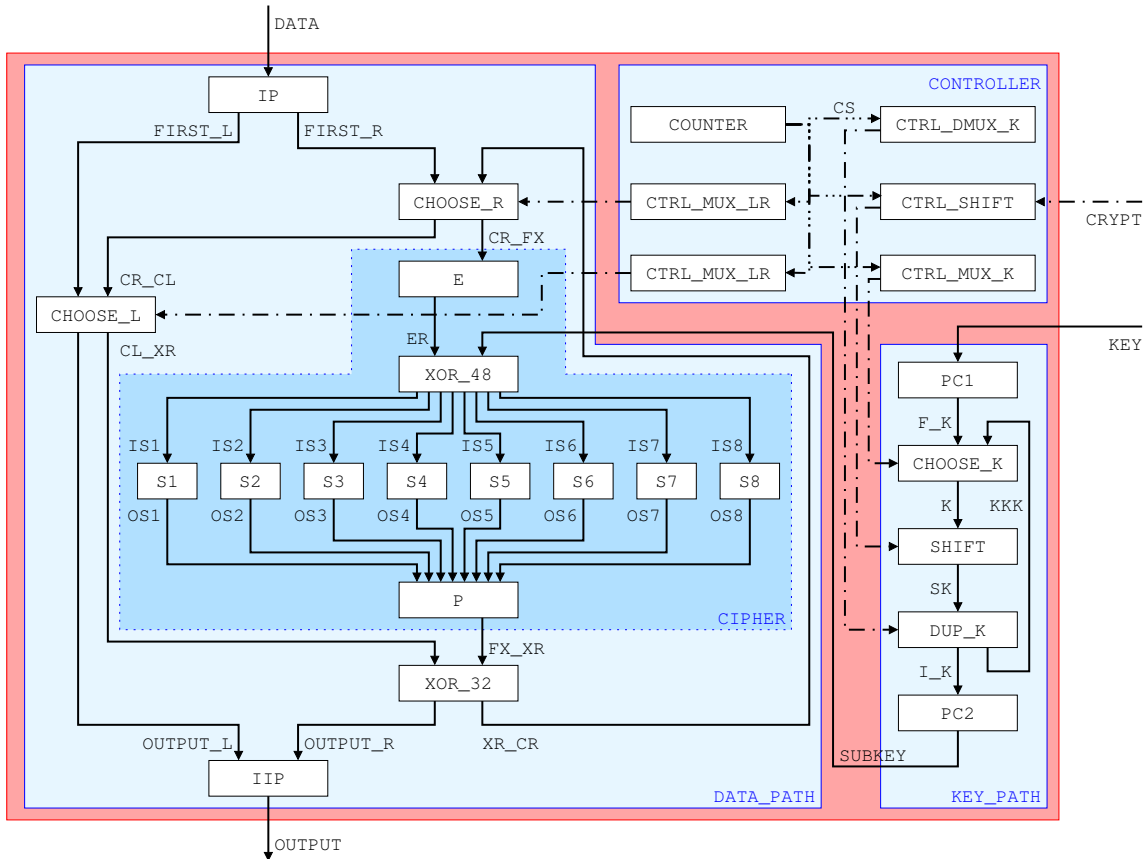 DATA
CONTROLLER
IP
CS
COUNTER
CTRL_DMUX_K
FIRST_L
FIRST_R
CHOOSE_R
CTRL_MUX_LR
CTRL_SHIFT
CRYPT
CR_FX
CR_CL
E
CTRL_MUX_LR
CTRL_MUX_K
CHOOSE_L
ER
CL_XR
KEY
XOR_48
PC1
F_K
IS1
IS2
IS3
IS4
IS5
IS6
IS7
IS8
CHOOSE_K
S1
S2
S3
S4
S5
S6
S7
S8
K
KKK
OS1
OS2
OS3
OS4
OS5
OS6
OS7
OS8
SHIFT
SK
P
CIPHER
DUP_K
FX_XR
I_K
XOR_32
PC2
OUTPUT_L
OUTPUT_R
XR_CR
SUBKEY
IIP
DATA_PATH
KEY_PATH
OUTPUT